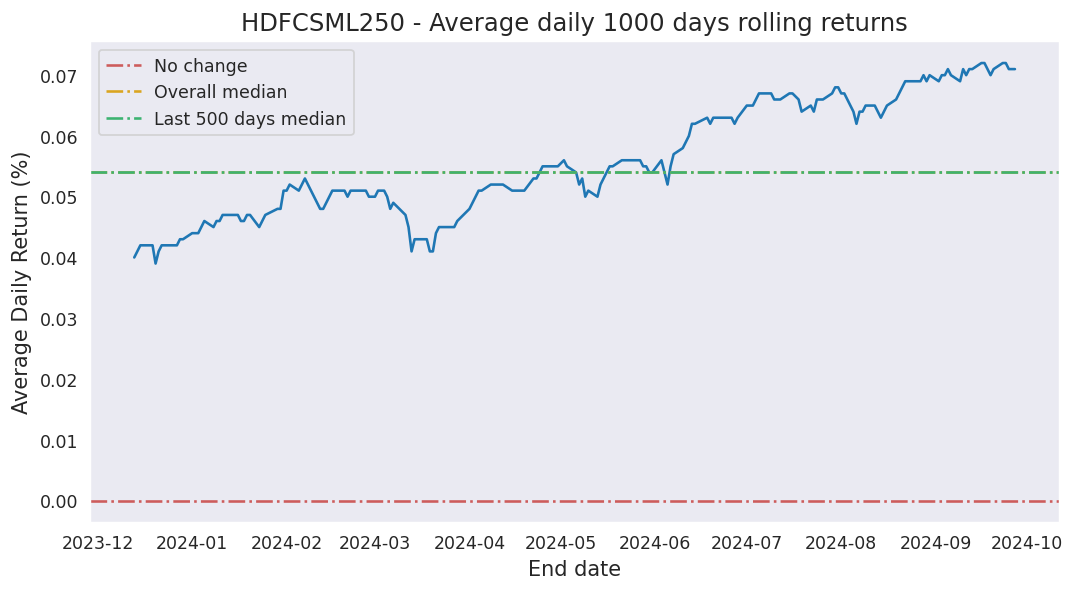 HDFCSML250 - Average daily 1000 days rolling returns
No change
Overall median
Last 500 days median
Average Daily Return (%)
0.07
0.06
0.05
0.04
0.03
0.02
0.01
0.00
2023-12 2024-01 2024-02 2024-03 2024-04 2024-05 2024-06 2024-07 2024-08 2024-09 2024-10
End date